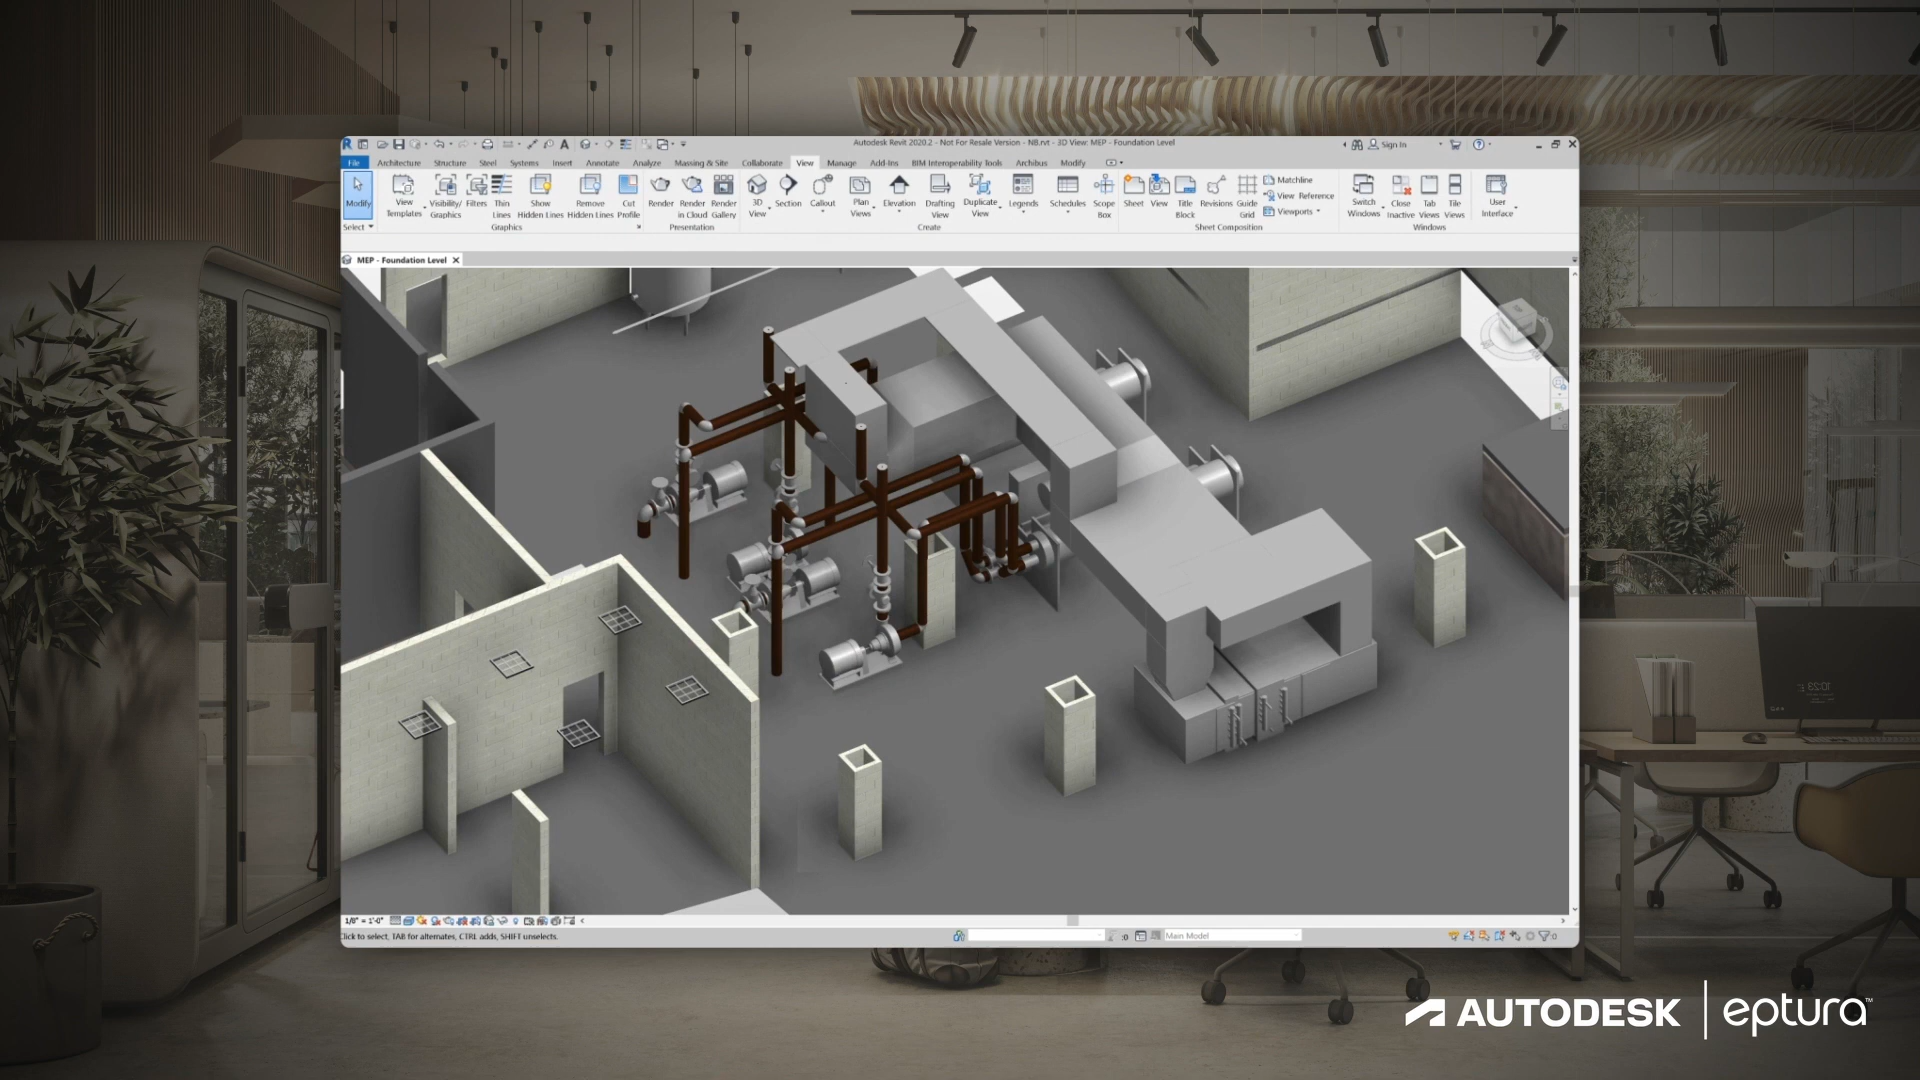 Autodesk Revit 2020.2 - Not For Resale Version - NB.rvt - 3D View: MEP - Foundation Level
Sign In
File Architecture Structure Steel Systems Insert Annotate Analyze Massing & Site Collaborate View Manage Add-Ins BIM Interoperability Tools Archibus Modify
Modify
View Templates
Visibility/ Graphics
Filters
Thin Lines
Show Hidden Lines
Remove Hidden Lines
Cut Profile
Render
Render in Cloud
Render Gallery
3D View
Section
Callout
Plan Views
Elevation
Drafting View
Duplicate View
Legends
Schedules
Scope Box
Sheet
View
Title Block
Revisions
Guide Grid
Matchline
View Reference
Viewports
Switch Windows
Close Inactive
Tab Views
Tile Views
User Interface
Select Graphics Presentation Create Sheet Composition Windows
MEP - Foundation Level
1/8" = 1'-0"
Click to select, TAB for alternates, CTRL adds, SHIFT unselects.
:0
Main Model
:0
AUTODESK | eptura™